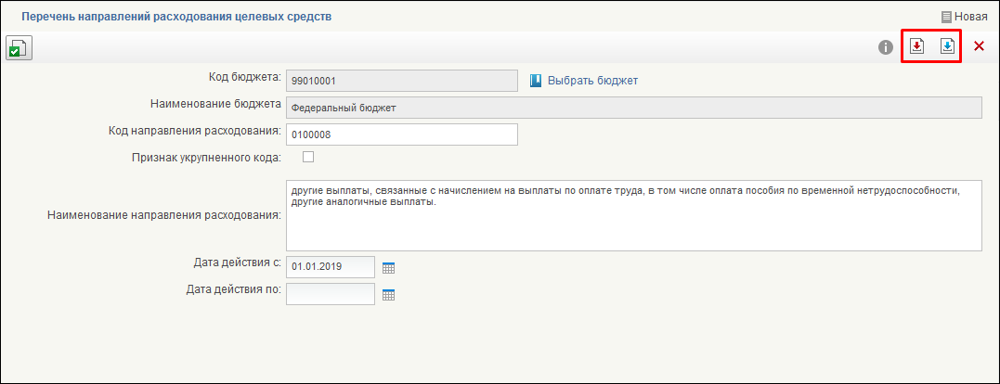 Перечень направлений расходования целевых средств
Новая
Код бюджета: 99010001 Выбрать бюджет
Наименование бюджета Федеральный бюджет
Код направления расходования: 0100008
Признак укрупненного кода:
Наименование направления расходования: другие выплаты, связанные с начислением на выплаты по оплате труда, в том числе оплата пособия по временной нетрудоспособности,
другие аналогичные выплаты.
Дата действия с: 01.01.2019
Дата действия по: